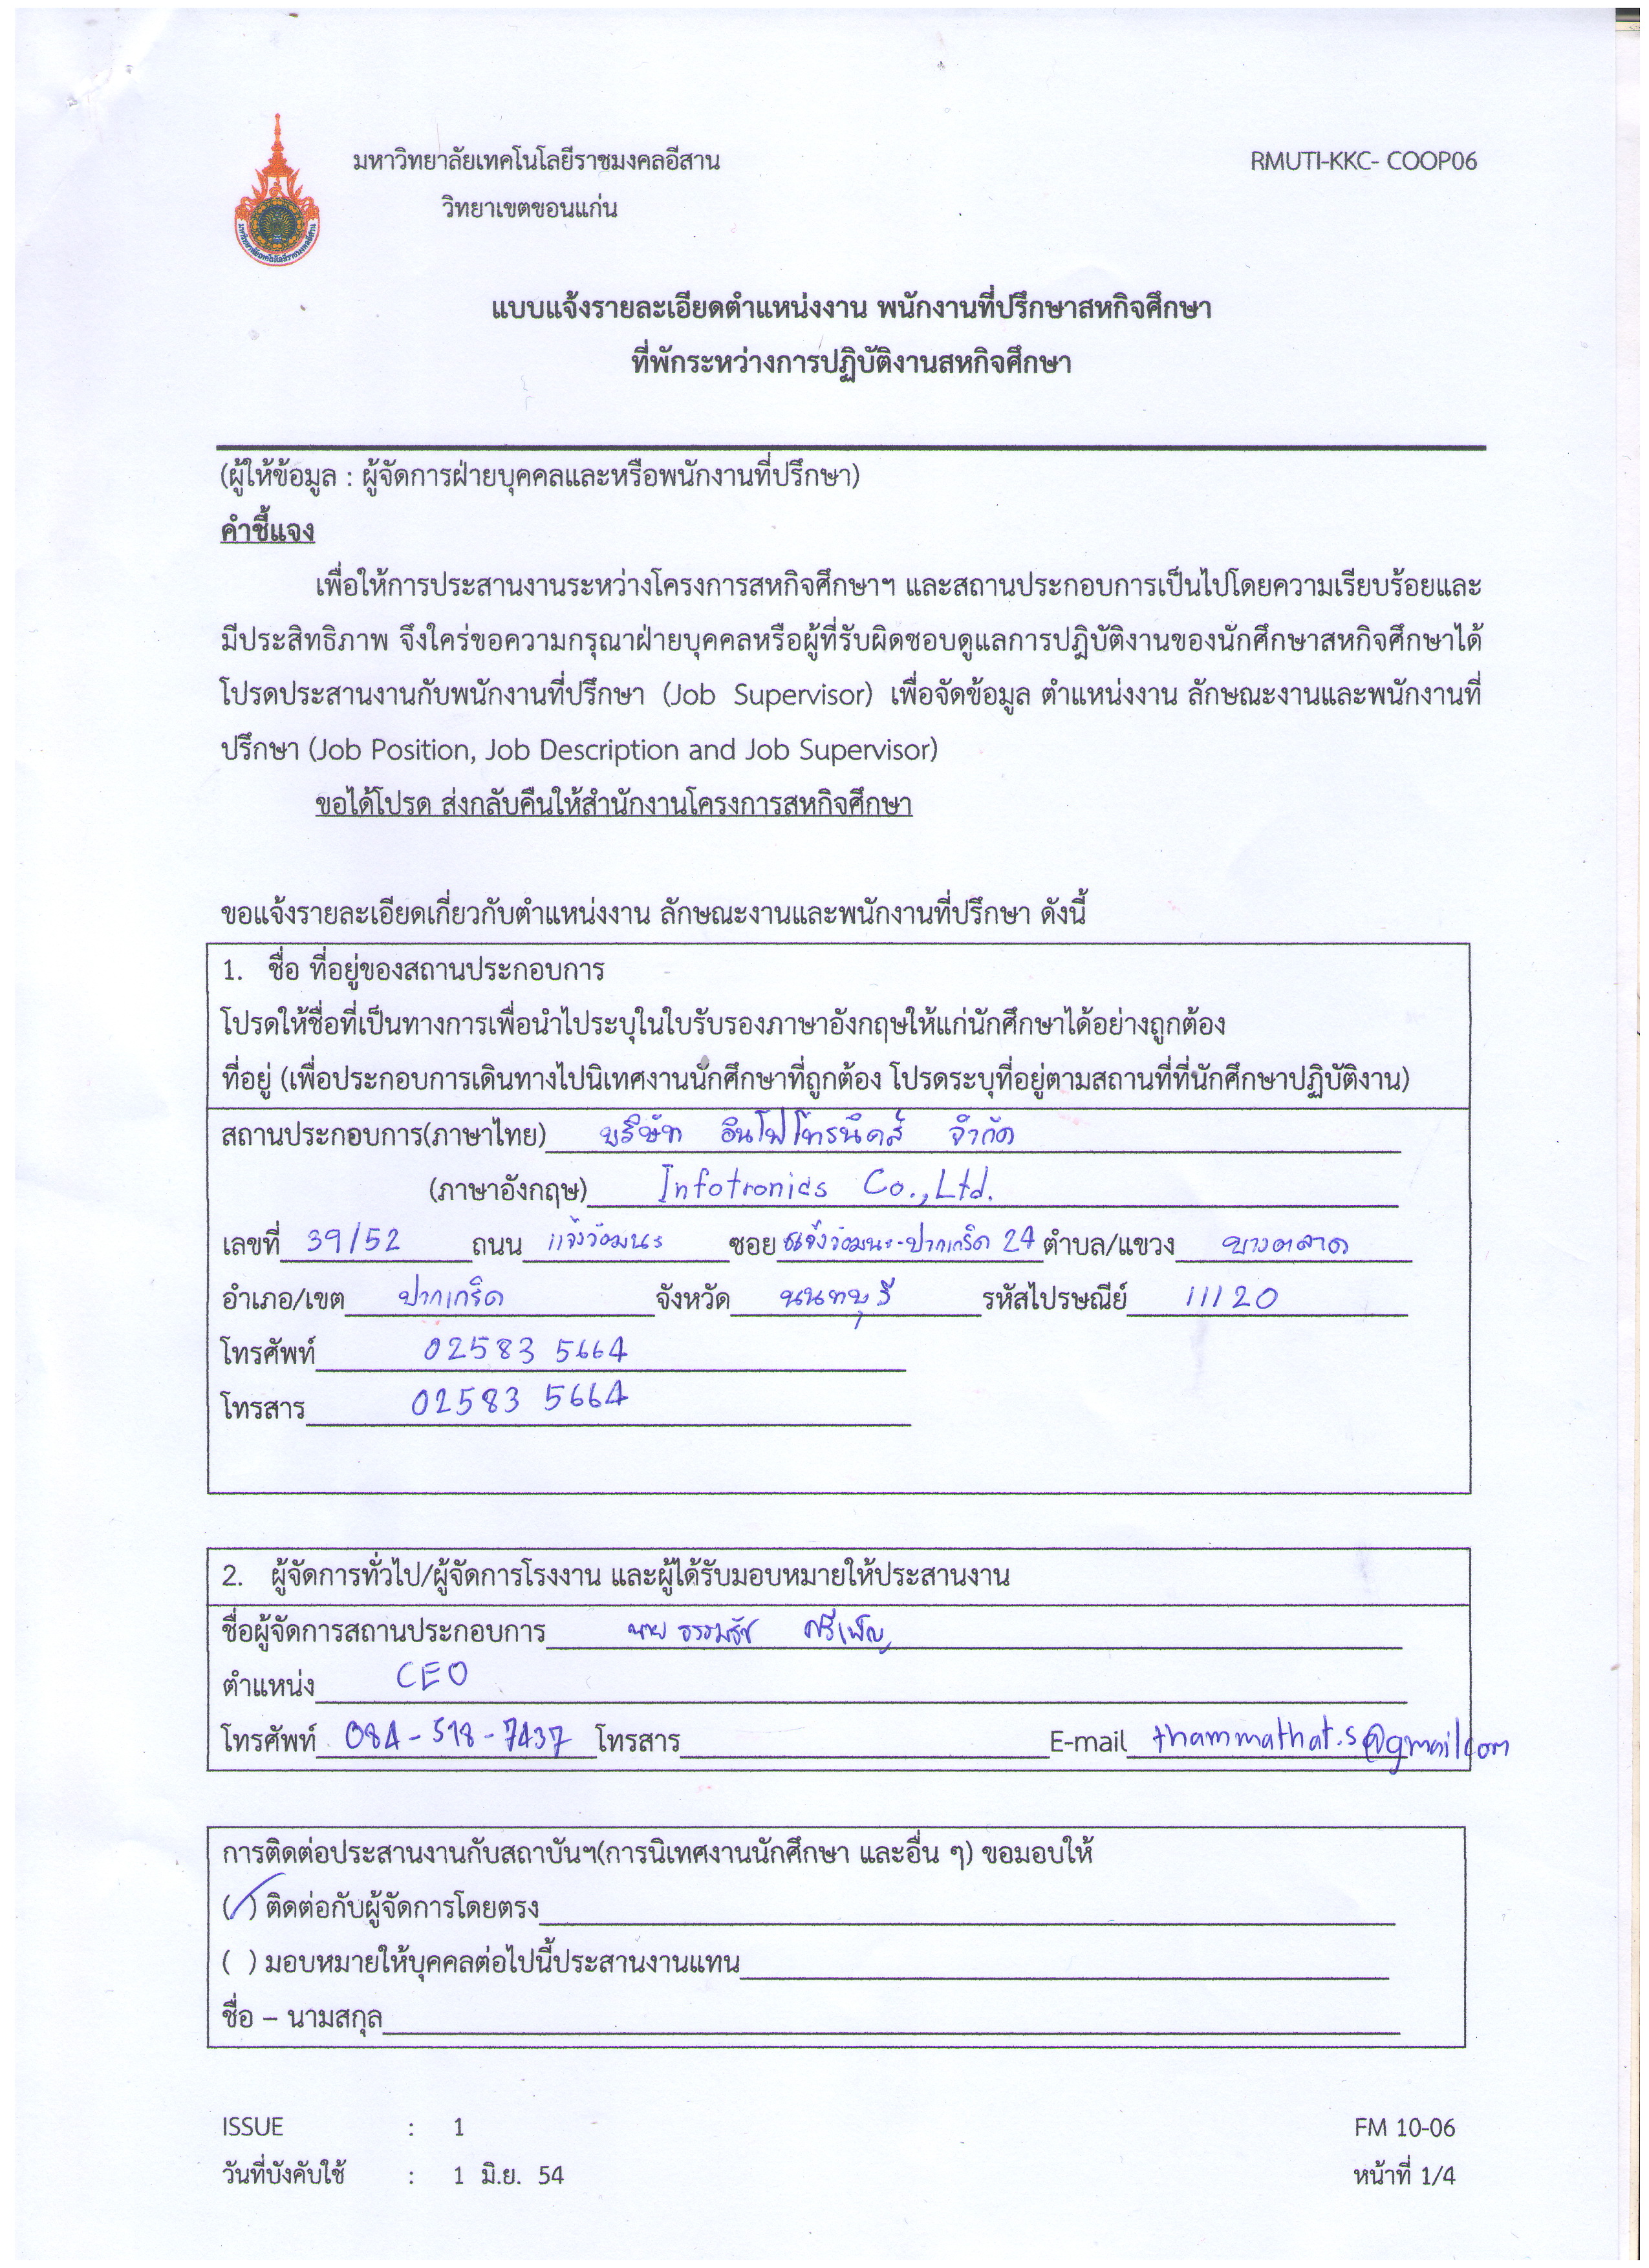 มหาวิทยาลัยเทคโนโลยีราชมงคลอีสาน RMUTI-KKC- COOP06
วิทยาเขตขอนแก่น
แบบแจ้งรายละเอียดตำแหน่งงาน พนักงานที่ปรึกษาสหกิจศึกษา
ที่พักระหว่างการปฏิบัติงานสหกิจศึกษา
(ผู้ให้ข้อมูล : ผู้จัดการฝ่ายบุคคลและหรือพนักงานที่ปรึกษา)
คำชี้แจง
เพื่อให้การประสานงานระหว่างโครงการสหกิจศึกษาฯ และสถานประกอบการเป็นไปโดยความเรียบร้อยและ
มีประสิทธิภาพ จึงใคร่ขอความกรุณาฝ่ายบุคคลหรือผู้ที่รับผิดชอบดูแลการปฎิบัติงานของนักศึกษาสหกิจศึกษาได้
โปรดประสานงานกับพนักงานที่ปรึกษา (Job Supervisor) เพื่อจัดข้อมูล ตำแหน่งงาน ลักษณะงานและพนักงานที่
ปรึกษา (Job Position, Job Description and Job Supervisor)
ขอได้โปรด ส่งกลับคืนให้สำนักงานโครงการสหกิจศึกษา
ขอแจ้งรายละเอียดเกี่ยวกับตำแหน่งงาน ลักษณะงานและพนักงานที่ปรึกษา ดังนี้
1. ชื่อ ที่อยู่ของสถานประกอบการ
โปรดให้ชื่อที่เป็นทางการเพื่อนำไประบุในใบรับรองภาษาอังกฤษให้แก่นักศึกษาได้อย่างถูกต้อง
ที่อยู่ (เพื่อประกอบการเดินทางไปนิเทศงานนักศึกษาที่ถูกต้อง โปรดระบุที่อยู่ตามสถานที่ที่นักศึกษาปฏิบัติงาน)
สถานประกอบการ(ภาษาไทย) บริษัท อินโฟโทรนิคส์ จำกัด
(ภาษาอังกฤษ) Infotronics Co.,Ltd.
เลขที่ 39/52 ถนน แจ้งวัฒนะ ซอย แจ้งวัฒนะ-ปากเกร็ด 24 ตำบล/แขวง บางตลาด
อำเภอ/เขต ปากเกร็ด จังหวัด นนทบุรี รหัสไปรษณีย์ 11120
โทรศัพท์ 02583 5664
โทรสาร 02583 5664
2. ผู้จัดการทั่วไป/ผู้จัดการโรงงาน และผู้ได้รับมอบหมายให้ประสานงาน
ชื่อผู้จัดการสถานประกอบการ นาย ธรรมธัช ศรีเพ็ญ
ตำแหน่ง CEO
โทรศัพท์ 084-518-7437 โทรสาร E-mail thammathat.s@gmail.com
การติดต่อประสานงานกับสถาบันฯ(การนิเทศงานนักศึกษา และอื่น ๆ) ขอมอบให้
(/) ติดต่อกับผู้จัดการโดยตรง
( ) มอบหมายให้บุคคลต่อไปนี้ประสานงานแทน
ชื่อ – นามสกุล
ISSUE : 1 FM 10-06
วันที่บังคับใช้ : 1 มิ.ย. 54 หน้าที่ 1/4